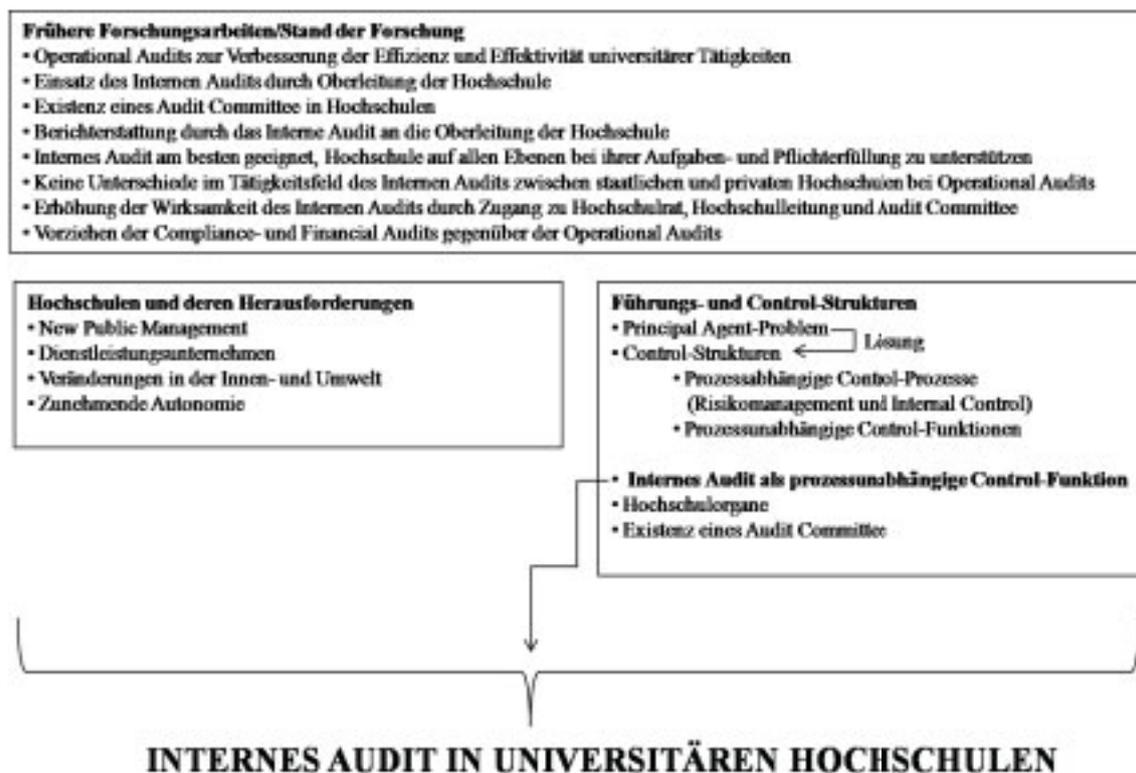 Frühere Forschungsarbeiten/Stand der Forschung
• Operational Audits zur Verbesserung der Effizienz und Effektivität universitärer Tätigkeiten
• Einsatz des Internen Audits durch Oberleitung der Hochschule
• Existenz eines Audit Committee in Hochschulen
• Berichterstattung durch das Interne Audit an die Oberleitung der Hochschule
• Internes Audit am besten geeignet, Hochschule auf allen Ebenen bei ihrer Aufgaben- und Pflichterfüllung zu unterstützen
• Keine Unterschiede im Tätigkeitsfeld des Internen Audits zwischen staatlichen und privaten Hochschulen bei Operational Audits
• Erhöhung der Wirksamkeit des Internen Audits durch Zugang zu Hochschulrat, Hochschulleitung und Audit Committee
• Vorziehen der Compliance- und Financial Audits gegenüber der Operational Audits
Hochschulen und deren Herausforderungen
• New Public Management
• Dienstleistungsunternehmen
• Veränderungen in der Innen- und Umwelt
• Zunehmende Autonomie
Führungs- und Control-Strukturen
• Principal Agent-Problem
Lösung
• Control-Strukturen
• Prozessabhängige Control-Prozesse
(Risikomanagement und Internal Control)
• Prozessunabhängige Control-Funktionen
• Internes Audit als prozessunabhängige Control-Funktion
• Hochschulorgane
• Existenz eines Audit Committee
INTERNES AUDIT IN UNIVERSITÄREN HOCHSCHULEN